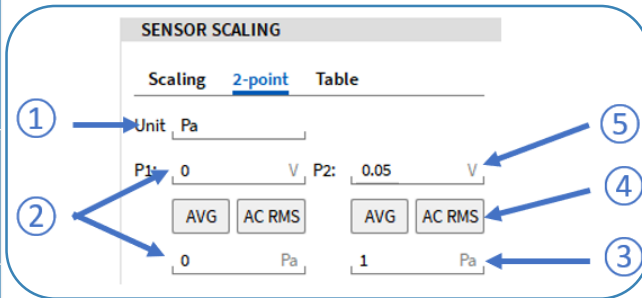 SENSOR SCALING
Scaling 2-point Table
① Unit Pa
⑤
P1: 0 V P2: 0.05 V
② AVG AC RMS AVG AC RMS ④
0 Pa 1 Pa ③